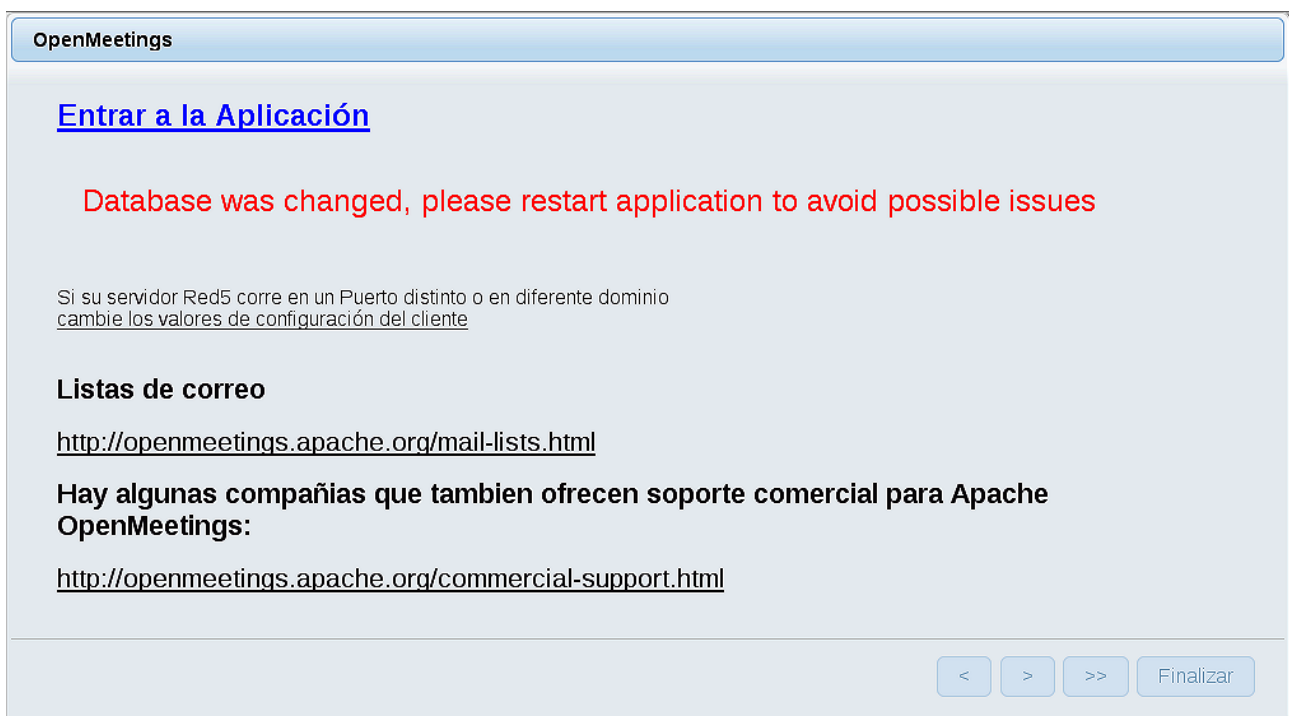 OpenMeetings
Entrar a la Aplicación
Database was changed, please restart application to avoid possible issues
Si su servidor Red5 corre en un Puerto distinto o en diferente dominio
cambie los valores de configuración del cliente
Listas de correo
http://openmeetings.apache.org/mail-lists.html
Hay algunas compañias que tambien ofrecen soporte comercial para Apache
OpenMeetings:
http://openmeetings.apache.org/commercial-support.html
< > >> Finalizar